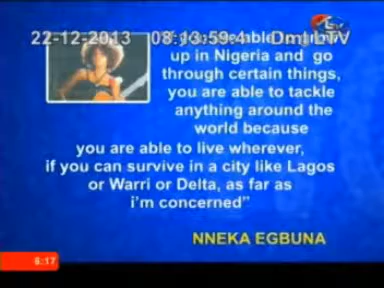 22-12-2013 08:13:59:41 DmLtv
up in Nigeria and go
through certain things,
you are able to tackle
anything around the
world because
you are able to live wherever,
if you can survive in a city like Lagos
or Warri or Delta, as far as
i'm concerned"
NNEKA EGBUNA
8:17